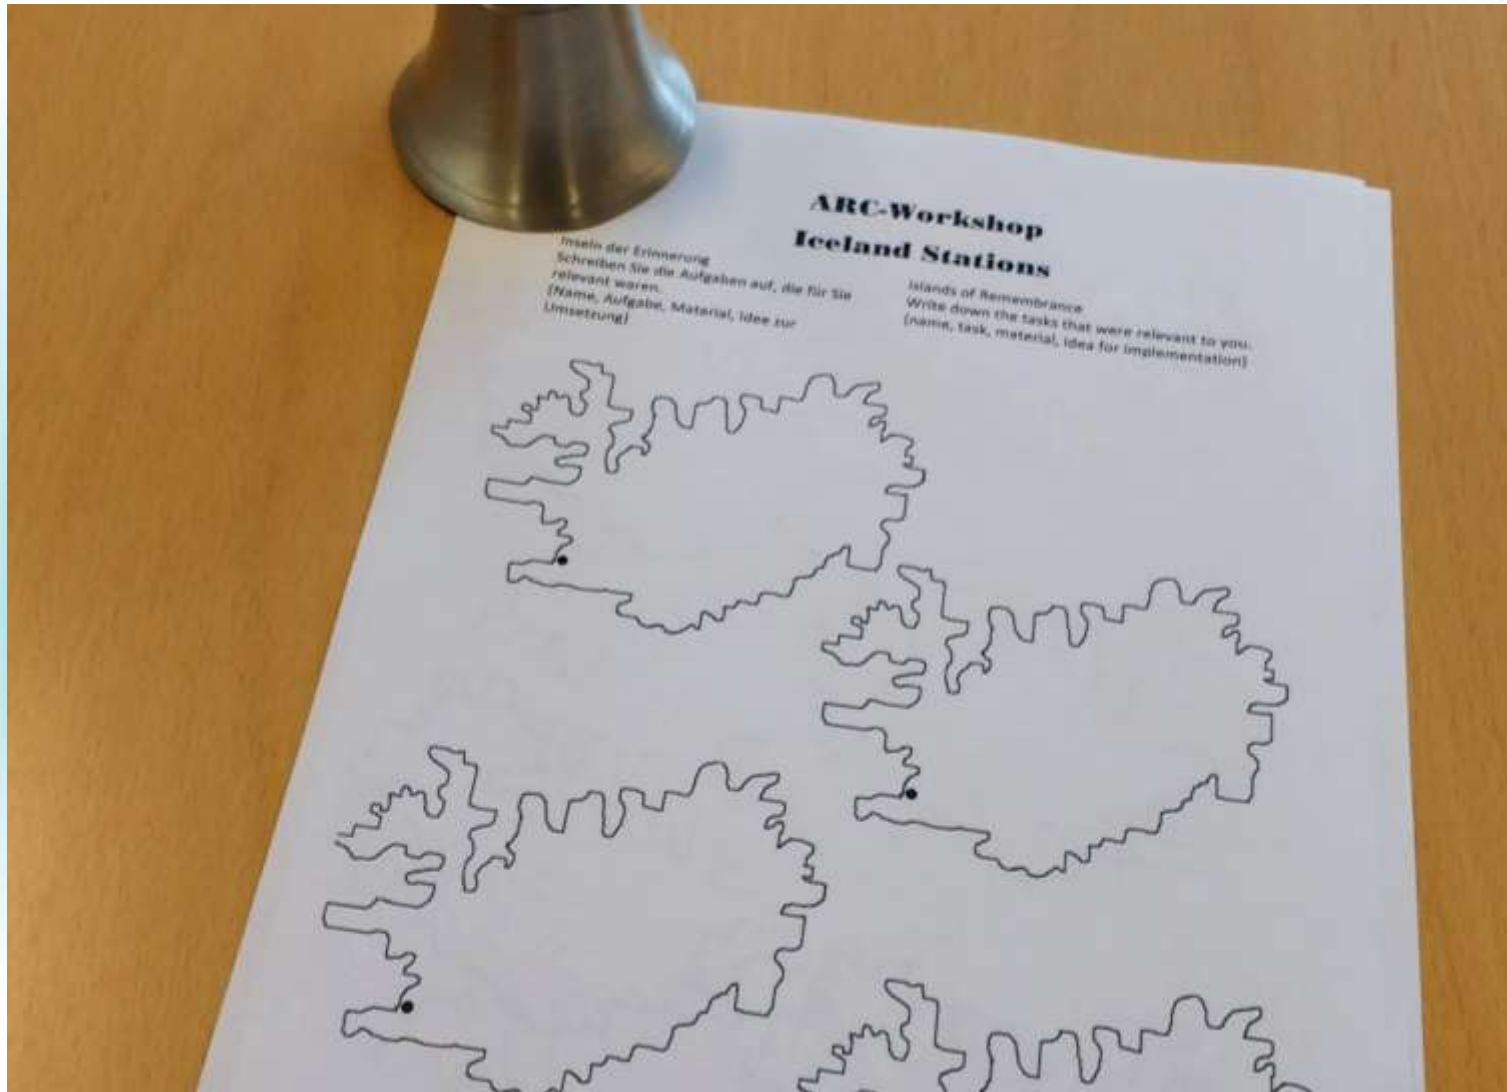 ARC-Workshop
Iceland Stations
Inseln der Erinnerung
Schreiben Sie die Aufgaben auf, die für Sie
relevant waren.
(Name, Aufgabe, Material, Idee zur
Umsetzung)
Islands of Remembrance
Write down the tasks that were relevant to you.
(name, task, material, idea for implementation)